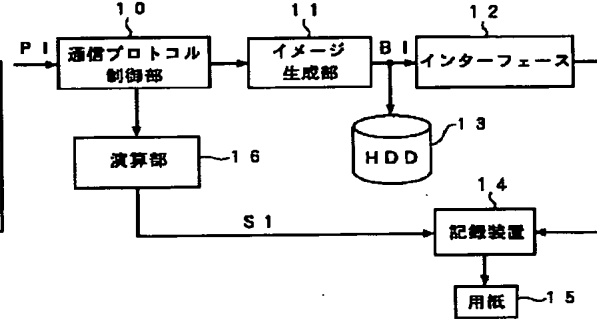 10
11
12
PI
通信プロトコル
制御部
イメージ
生成部
BI
インターフェース
HDD
13
演算部
16
14
SI
記録装置
用紙
15